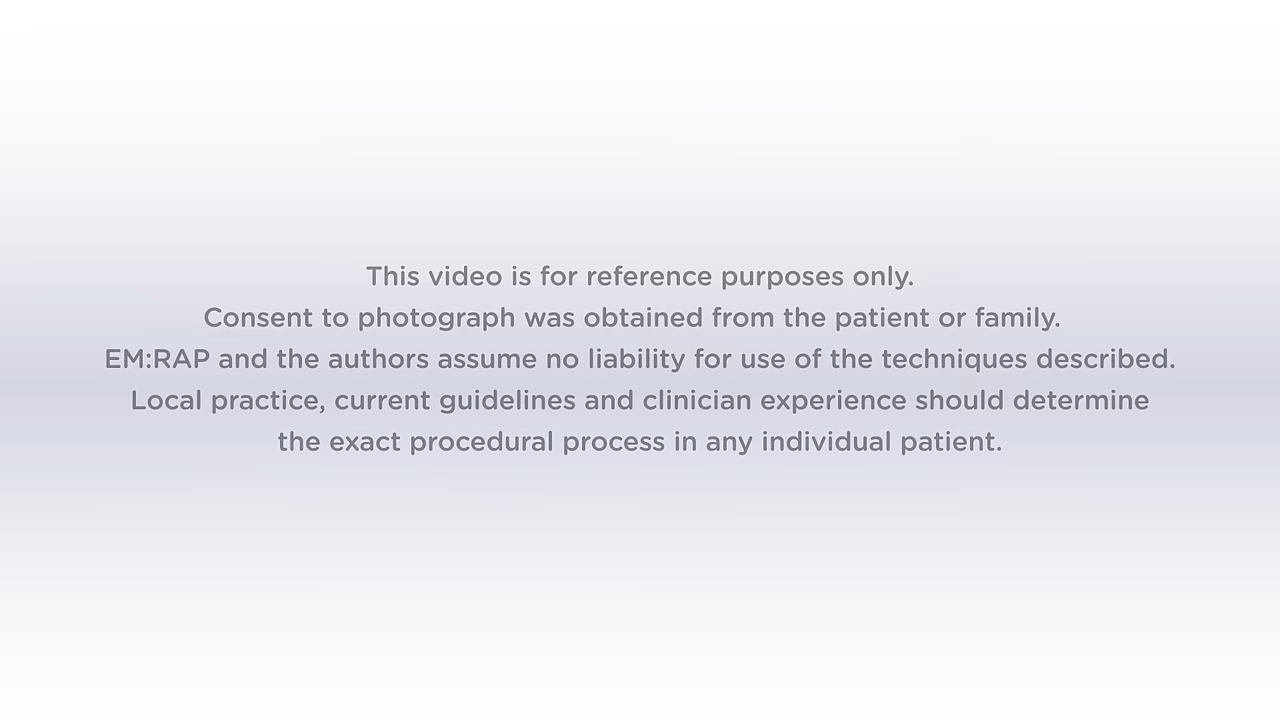 This video is for reference purposes only.
Consent to photograph was obtained from the patient or family.
EM:RAP and the authors assume no liability for use of the techniques described.
Local practice, current guidelines and clinician experience should determine
the exact procedural process in any individual patient.